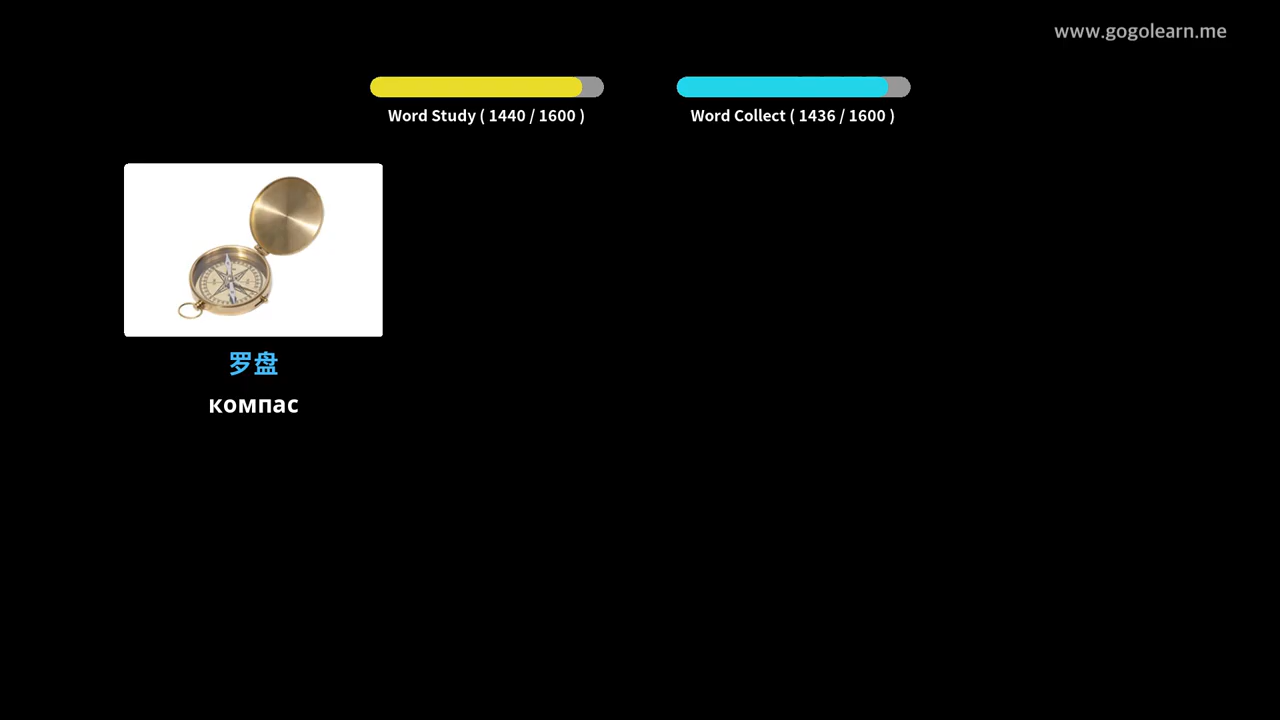 www.gogolearn.me
Word Study ( 1440 / 1600 )
Word Collect ( 1436 / 1600 )
罗盘
компас